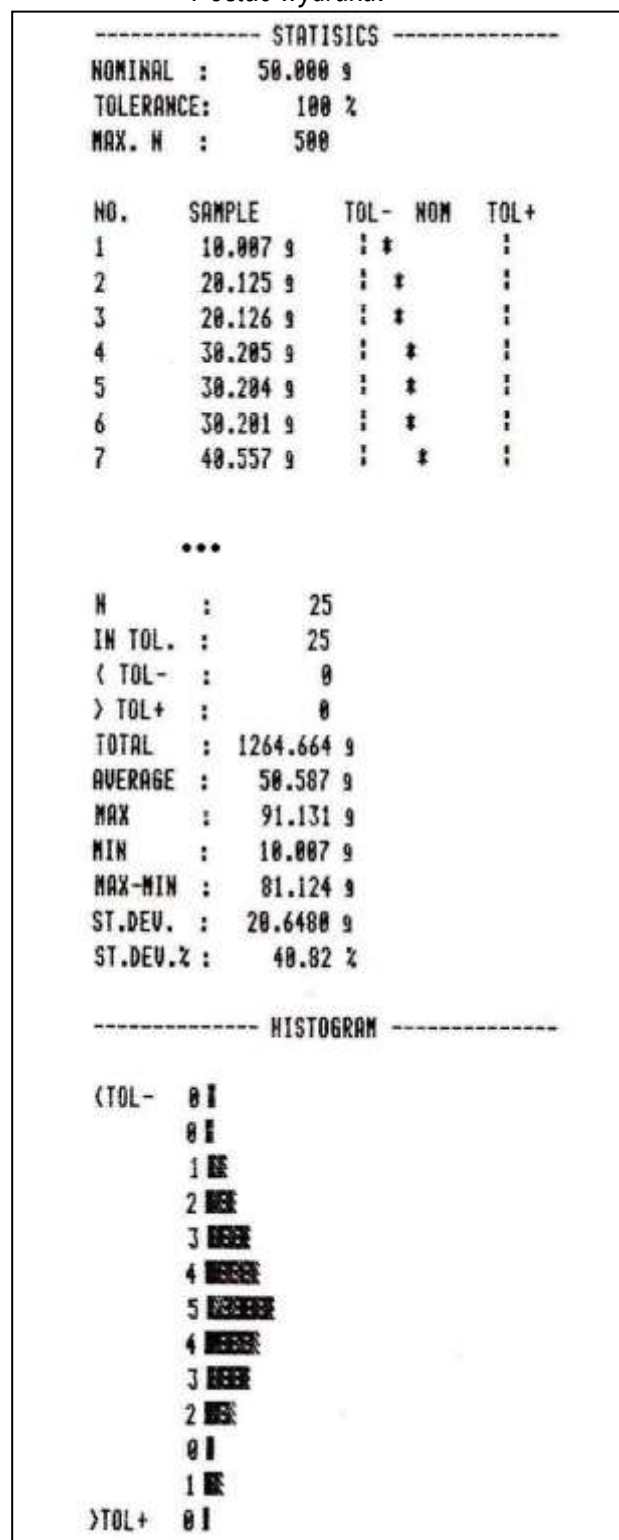 Postać wydruku:
-------------- STATISICS --------------
NOMINAL : 50.000 g
TOLERANCE: 100 %
MAX. N : 500
NO. SAMPLE TOL- NOM TOL+
1 10.007 g ¦ * ¦
2 20.125 g ¦ * ¦
3 20.126 g ¦ * ¦
4 30.205 g ¦ * ¦
5 30.204 g ¦ * ¦
6 30.201 g ¦ * ¦
7 40.557 g ¦ * ¦
•••
N : 25
IN TOL. : 25
< TOL- : 0
> TOL+ : 0
TOTAL : 1264.664 g
AVERAGE : 50.587 g
MAX : 91.131 g
MIN : 10.007 g
MAX-MIN : 81.124 g
ST.DEV. : 20.6480 g
ST.DEV.% : 40.82 %
-------------- HISTOGRAM --------------
<TOL- 0
0
1
2
3
4
5
4
3
2
0
1
>TOL+ 0